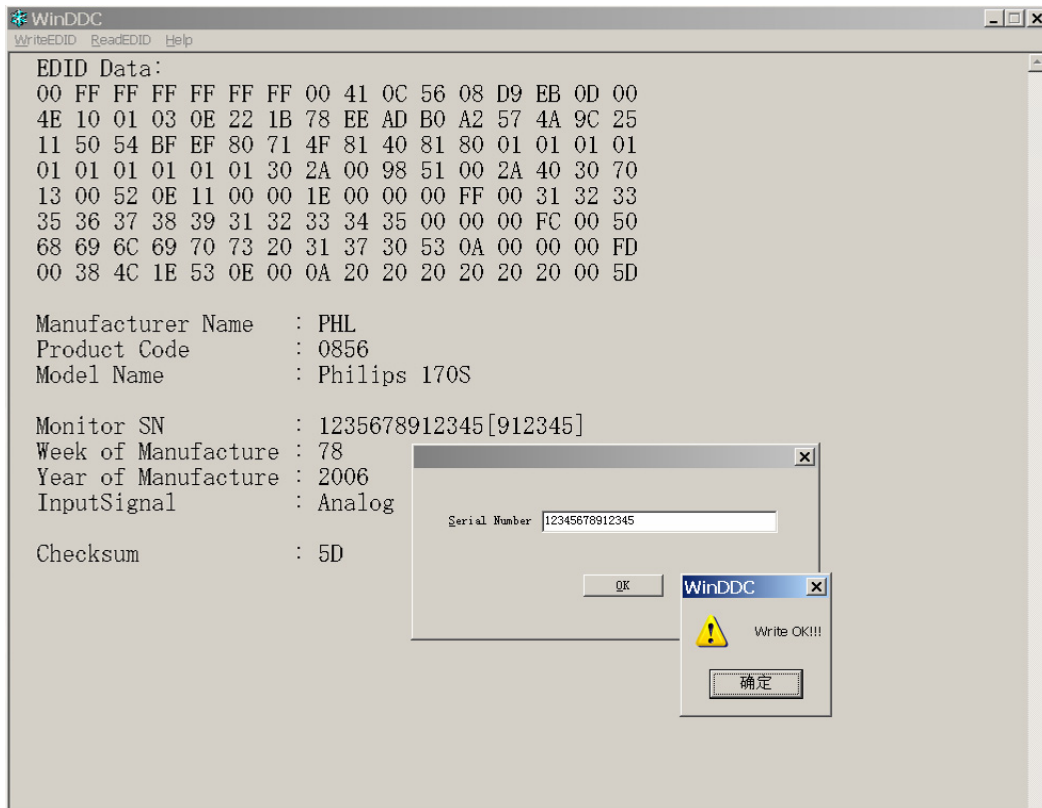 WinDDC
WriteEDID ReadEDID Help
EDID Data:
00 FF FF FF FF FF FF 00 41 0C 56 08 D9 EB 0D 00
4E 10 01 03 0E 22 1B 78 EE AD B0 A2 57 4A 9C 25
11 50 54 BF EF 80 71 4F 81 40 81 80 01 01 01 01
01 01 01 01 01 01 30 2A 00 98 51 00 2A 40 30 70
13 00 52 0E 11 00 00 1E 00 00 00 FF 00 31 32 33
35 36 37 38 39 31 32 33 34 35 00 00 00 FC 00 50
68 69 6C 69 70 73 20 31 37 30 53 0A 00 00 00 FD
00 38 4C 1E 53 0E 00 0A 20 20 20 20 20 20 00 5D
Manufacturer Name : PHL
Product Code : 0856
Model Name : Philips 170S
Monitor SN : 1235678912345[912345]
Week of Manufacture : 78
Year of Manufacture : 2006
InputSignal : Analog
Checksum : 5D
Serial Number 12345678912345
OK
WinDDC
Write OK!!!
确定